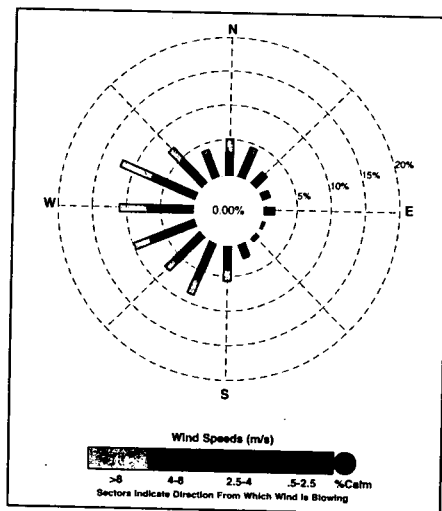 N
20%
15%
10%
5%
W
0.00%
E
S
Wind Speeds (m/s)
>8 4-8 2.5-4 .5-2.5 %Calm
Sectors Indicate Direction From Which Wind Is Blowing